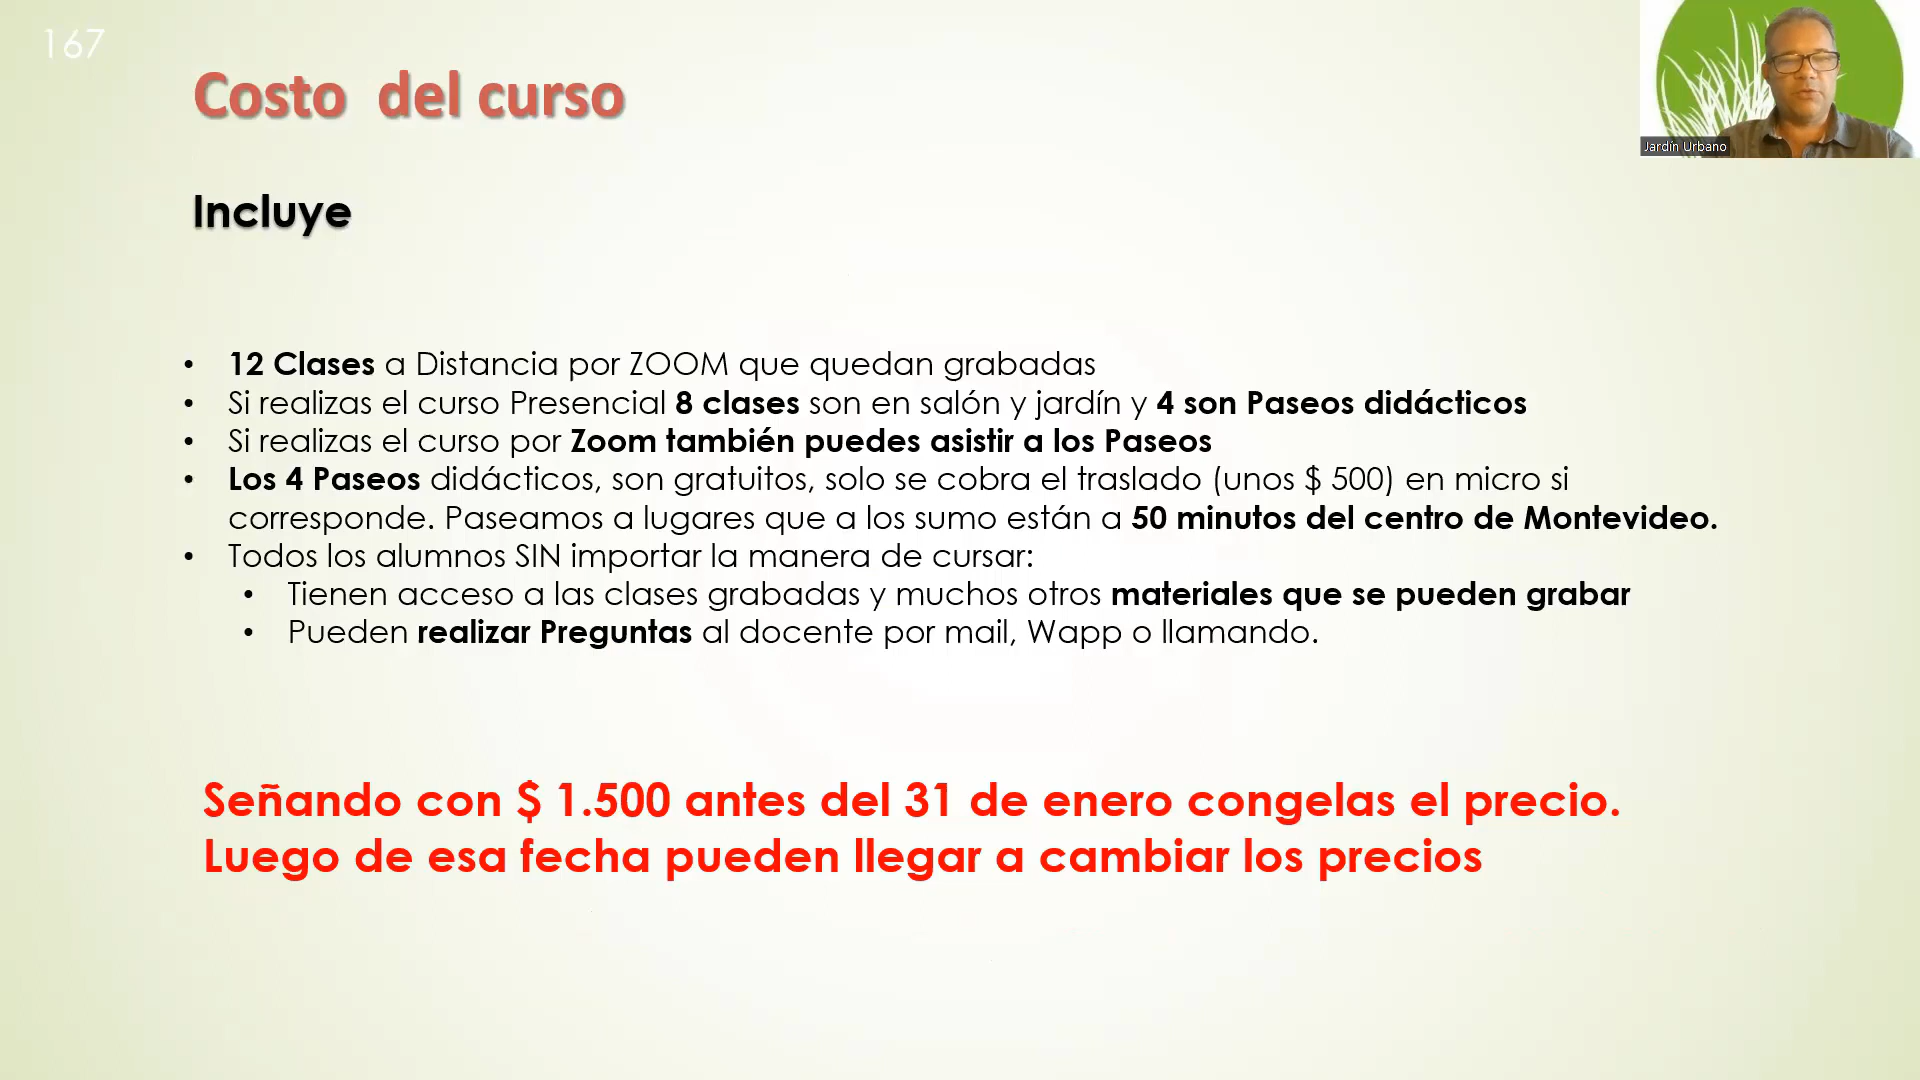 167
Costo del curso
Jardín Urbano
Incluye
• 12 Clases a Distancia por ZOOM que quedan grabadas
• Si realizas el curso Presencial 8 clases son en salón y jardín y 4 son Paseos didácticos
• Si realizas el curso por Zoom también puedes asistir a los Paseos
• Los 4 Paseos didácticos, son gratuitos, solo se cobra el traslado (unos $ 500) en micro si
corresponde. Paseamos a lugares que a los sumo están a 50 minutos del centro de Montevideo.
• Todos los alumnos SIN importar la manera de cursar:
• Tienen acceso a las clases grabadas y muchos otros materiales que se pueden grabar
• Pueden realizar Preguntas al docente por mail, Wapp o llamando.
Señando con $ 1.500 antes del 31 de enero congelas el precio.
Luego de esa fecha pueden llegar a cambiar los precios